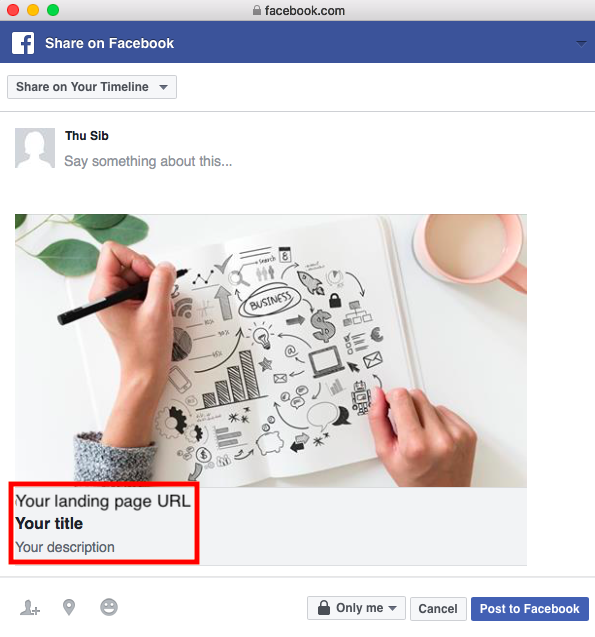 facebook.com
f Share on Facebook
Share on Your Timeline
Thu Sib
Say something about this...
search
8
BUSINESS
$
@
€
$
Your landing page URL
Your title
Your description
Only me
Cancel
Post to Facebook